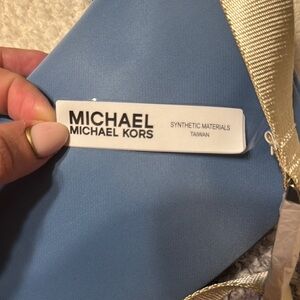 MICHAEL
MICHAEL KORS
SYNTHETIC MATERIALS
TAIWAN